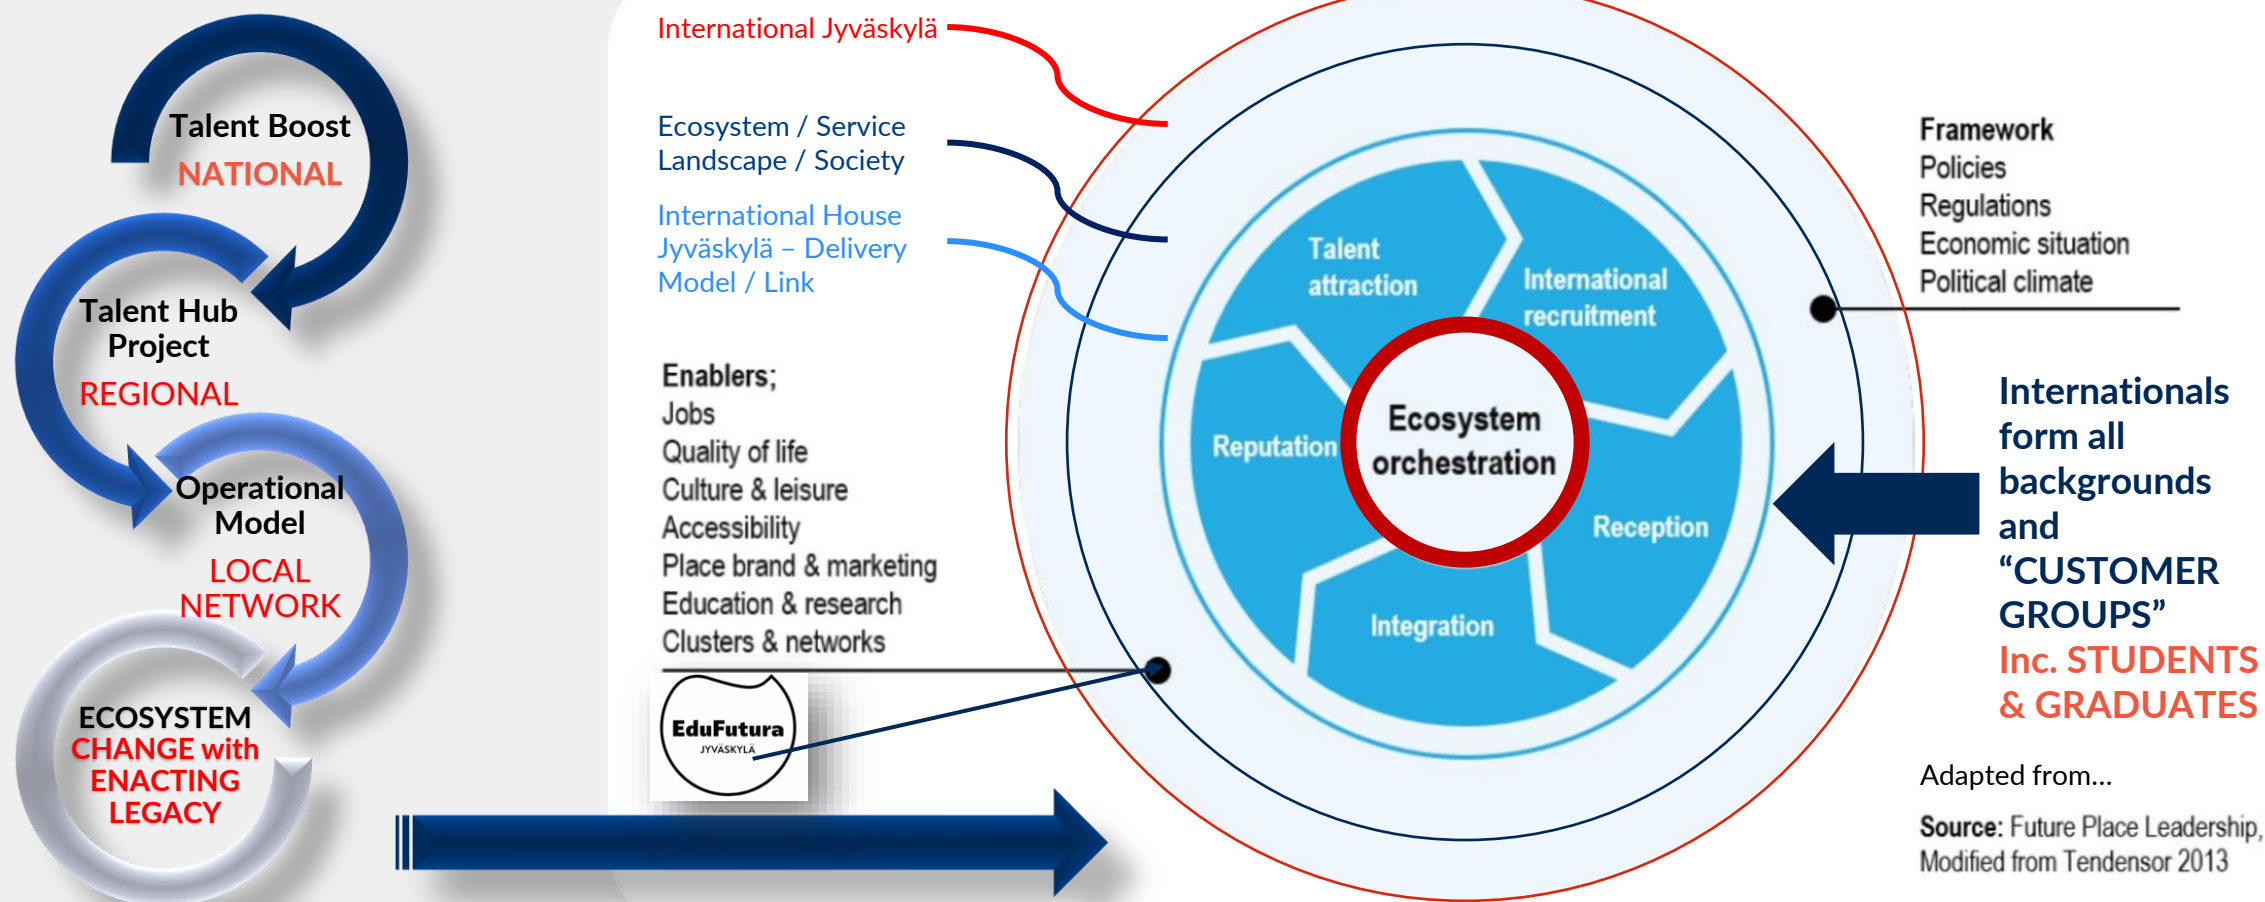 Talent Boost
NATIONAL
Talent Hub
Project
REGIONAL
Operational
Model
LOCAL
NETWORK
ECOSYSTEM
CHANGE with
ENACTING
LEGACY
International Jyväskylä
Ecosystem / Service
Landscape / Society
International House
Jyväskylä – Delivery
Model / Link
Enablers;
Jobs
Quality of life
Culture & leisure
Accessibility
Place brand & marketing
Education & research
Clusters & networks
EduFutura
JYVÄSKYLÄ
Talent
attraction
International
recruitment
Reputation
Ecosystem
orchestration
Reception
Integration
Framework
Policies
Regulations
Economic situation
Political climate
Internationals
form all
backgrounds
and
“CUSTOMER
GROUPS”
Inc. STUDENTS
& GRADUATES
Adapted from...
Source: Future Place Leadership,
Modified from Tendensor 2013